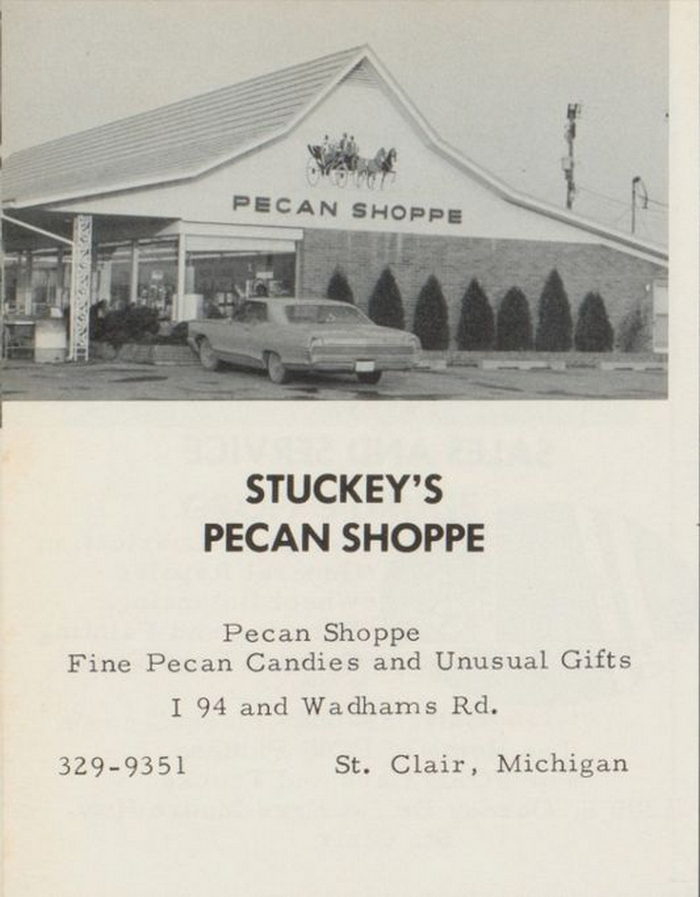 PECAN SHOPPE
STUCKEY'S
PECAN SHOPPE
Pecan Shoppe
Fine Pecan Candies and Unusual Gifts
I 94 and Wadhams Rd.
329-9351 St. Clair, Michigan